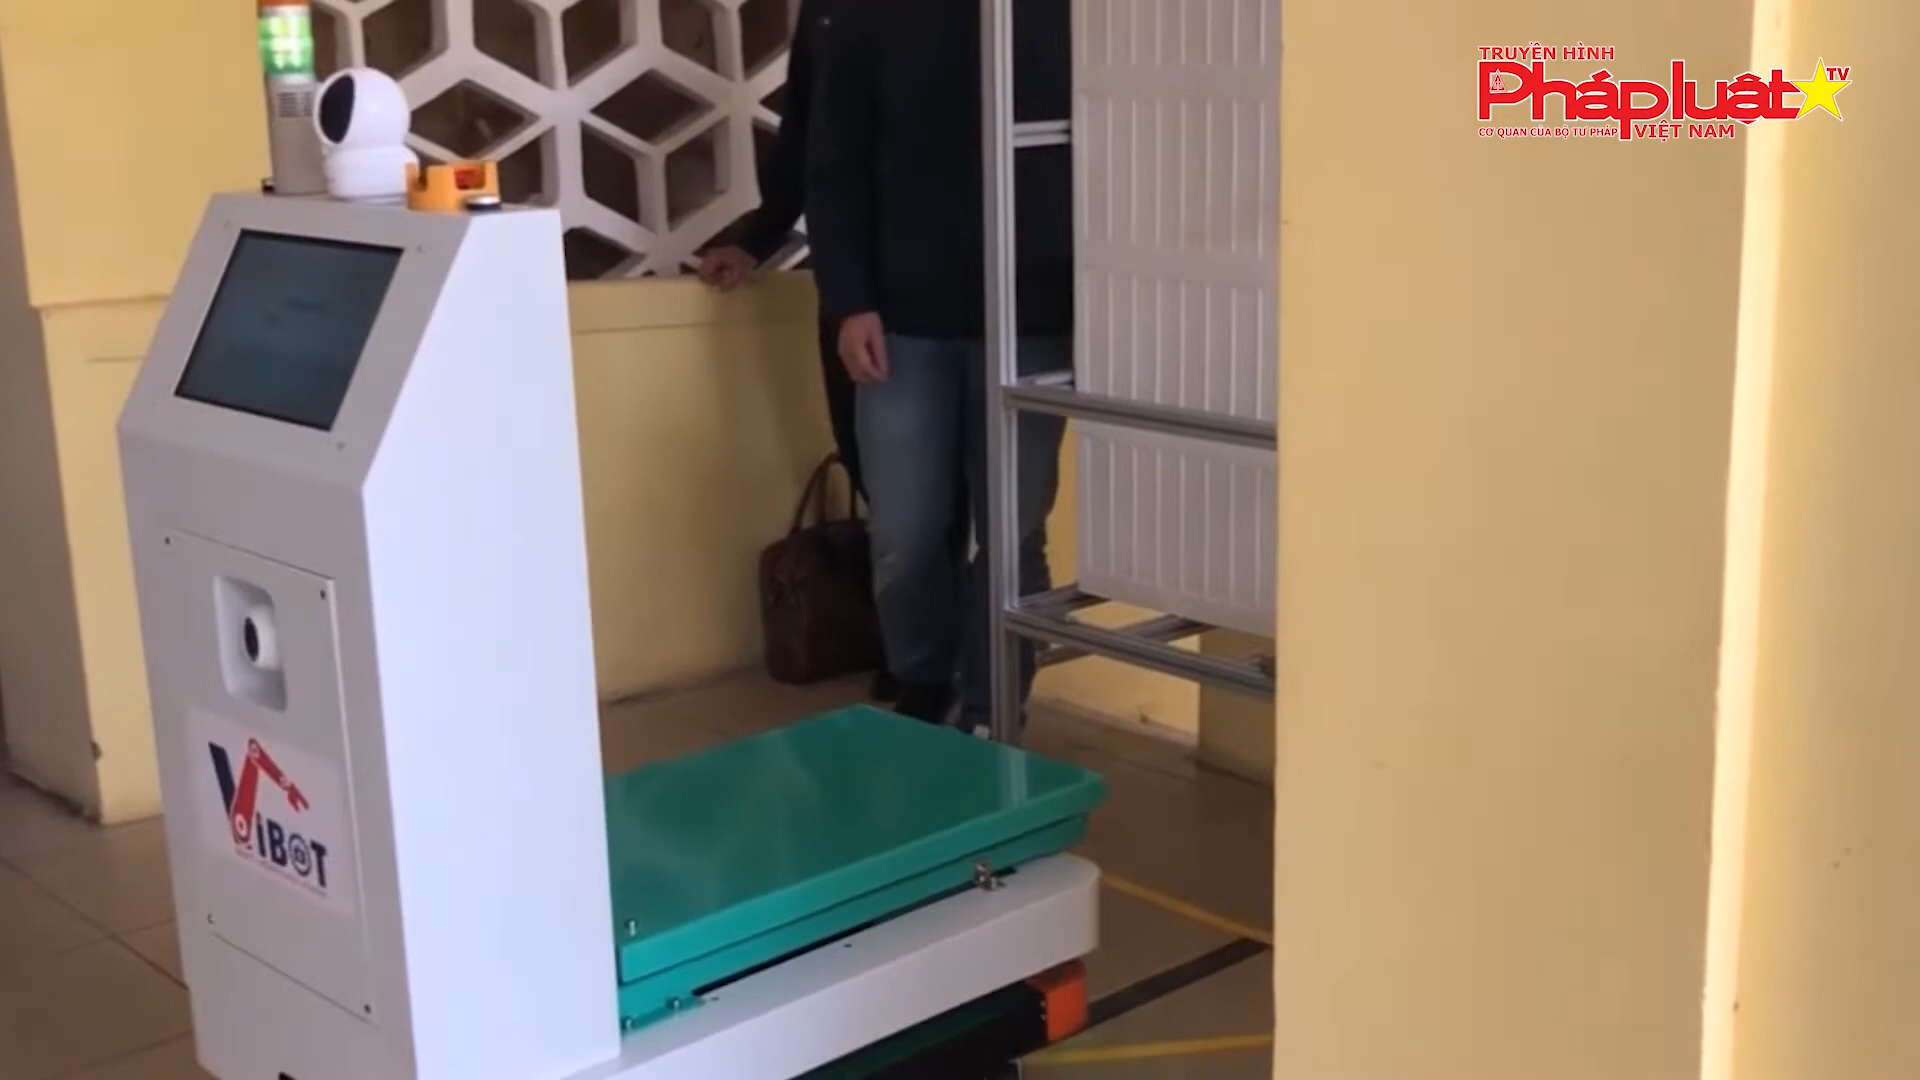 TRUYỀN HÌNH
Pháp luật TV
CƠ QUAN CỦA BỘ TƯ PHÁP VIỆT NAM
ViBOT